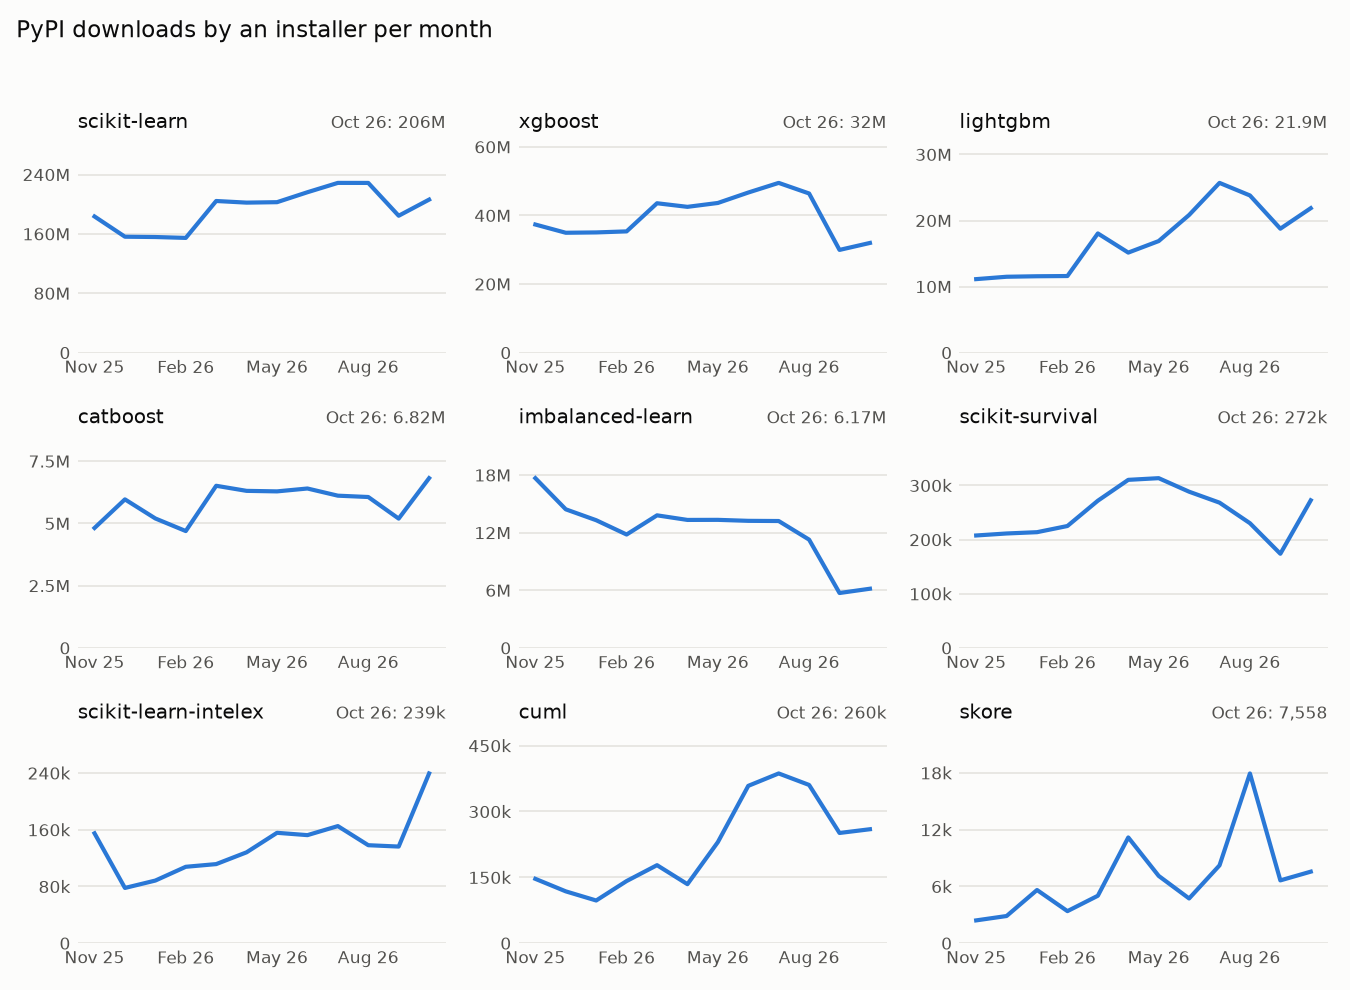 PyPI downloads by an installer per month
scikit-learn Oct 26: 206M
240M
160M
80M
0
Nov 25 Feb 26 May 26 Aug 26
xgboost Oct 26: 32M
60M
40M
20M
0
Nov 25 Feb 26 May 26 Aug 26
lightgbm Oct 26: 21.9M
30M
20M
10M
0
Nov 25 Feb 26 May 26 Aug 26
catboost Oct 26: 6.82M
7.5M
5M
2.5M
0
Nov 25 Feb 26 May 26 Aug 26
imbalanced-learn Oct 26: 6.17M
18M
12M
6M
0
Nov 25 Feb 26 May 26 Aug 26
scikit-survival Oct 26: 272k
300k
200k
100k
0
Nov 25 Feb 26 May 26 Aug 26
scikit-learn-intelex Oct 26: 239k
240k
160k
80k
0
Nov 25 Feb 26 May 26 Aug 26
cuml Oct 26: 260k
450k
300k
150k
0
Nov 25 Feb 26 May 26 Aug 26
skore Oct 26: 7,558
18k
12k
6k
0
Nov 25 Feb 26 May 26 Aug 26